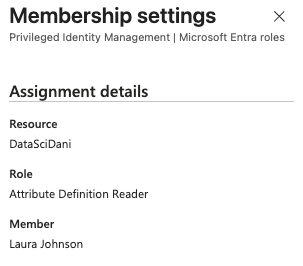 Membership settings
Privileged Identity Management | Microsoft Entra roles
Assignment details
Resource
DataSciDani
Role
Attribute Definition Reader
Member
Laura Johnson